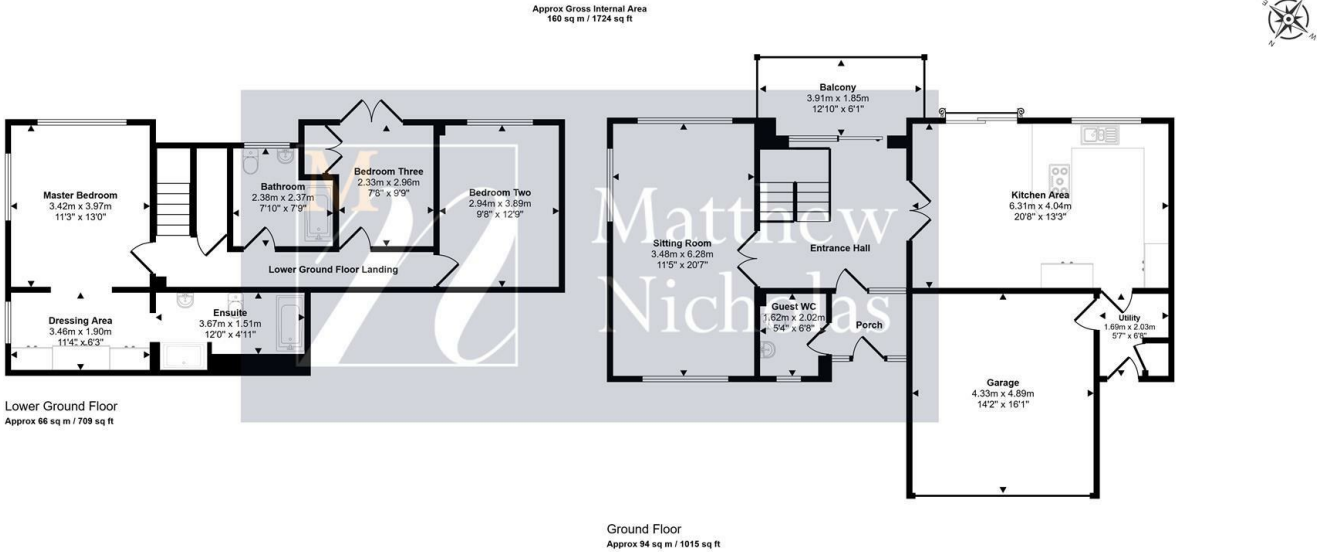 Approx Gross Internal Area
160 sq m / 1724 sq ft
E
N
W
Master Bedroom
3.42m x 3.97m
11'3" x 13'0"
Bathroom
2.38m x 2.37m
7'10" x 7'9"
Bedroom Three
2.33m x 2.96m
7'8" x 9'9"
Bedroom Two
2.94m x 3.89m
9'8" x 12'9"
Lower Ground Floor Landing
Dressing Area
3.46m x 1.90m
11'4" x 6'3"
Ensuite
3.67m x 1.51m
12'0" x 4'11"
Lower Ground Floor
Approx 66 sq m / 709 sq ft
Balcony
3.91m x 1.85m
12'10" x 6'1"
Sitting Room
3.48m x 6.28m
11'5" x 20'7"
Entrance Hall
Kitchen Area
6.31m x 4.04m
20'8" x 13'3"
Guest WC
1.62m x 2.02m
5'4" x 6'8"
Porch
Utility
1.69m x 2.03m
5'7" x 6'8"
Garage
4.33m x 4.89m
14'2" x 16'1"
Ground Floor
Approx 94 sq m / 1015 sq ft
M
n
Matthew
Nicholas